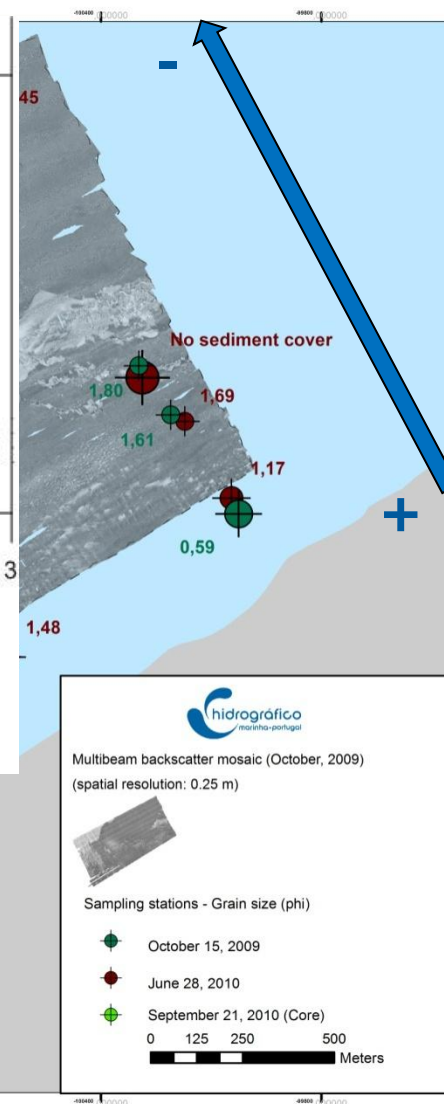 -
45
No sediment cover
1,80
1,69
1,61
1,17
+
0,59
3
1,48
hidrográfico
marinha-portugal
Multibeam backscatter mosaic (October, 2009)
(spatial resolution: 0.25 m)
Sampling stations - Grain size (phi)
October 15, 2009
June 28, 2010
September 21, 2010 (Core)
0 125 250 500
Meters